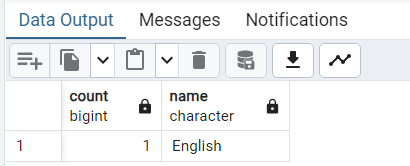 Data Output Messages Notifications
count name
bigint character
1 1 English